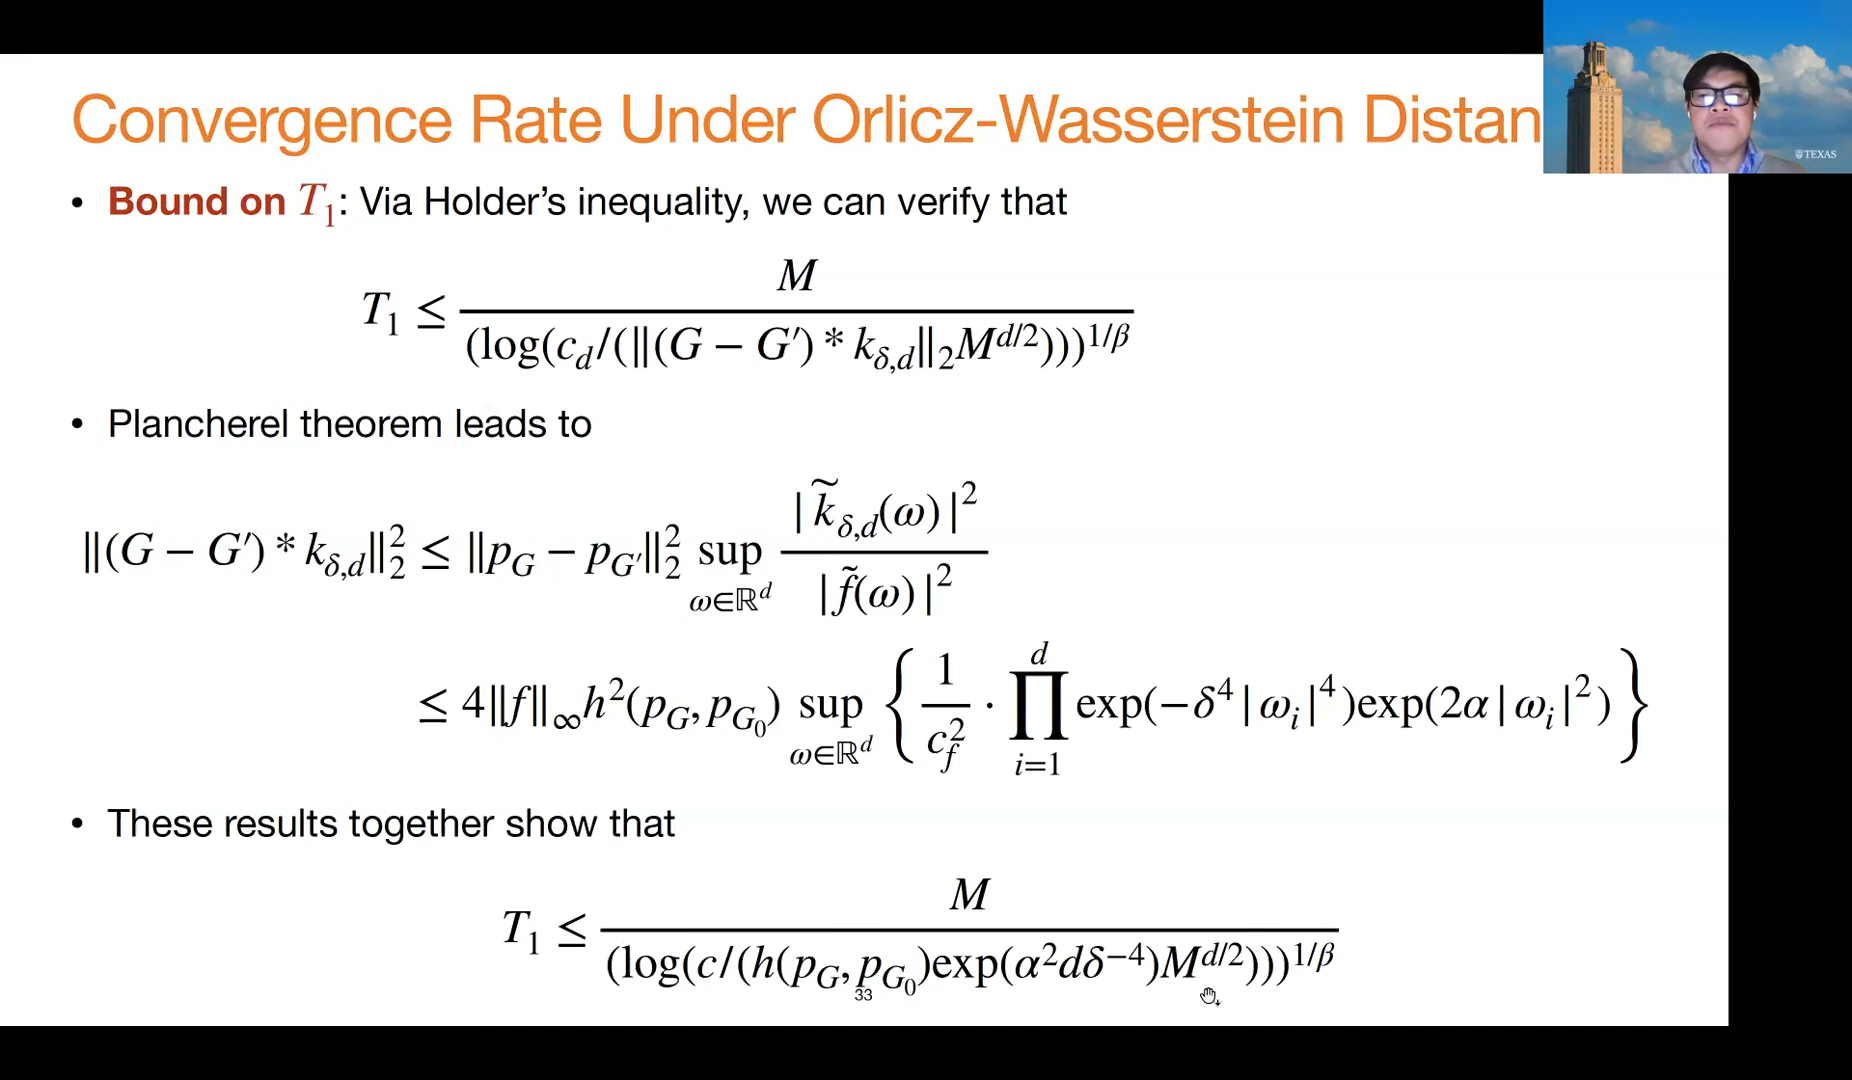 Convergence Rate Under Orlicz-Wasserstein Distan
TEXAS
• Bound on T₁: Via Holder's inequality, we can verify that
T₁ ≤ M / (log(c_d/(‖(G − G′) * k_{δ,d}‖₂M^{d/2})))^{1/β}
• Plancherel theorem leads to
‖(G − G′) * k_{δ,d}‖₂² ≤ ‖p_G − p_{G′}‖₂² sup_{ω∈ℝ^d} |k̃_{δ,d}(ω)|² / |f̃(ω)|²
≤ 4‖f‖_∞h²(p_G, p_{G₀}) sup_{ω∈ℝ^d} { 1/c_f² · ∏_{i=1}^d exp(−δ⁴|ω_i|⁴)exp(2α|ω_i|²) }
• These results together show that
T₁ ≤ M / (log(c/(h(p_G, p_{G₀})exp(α²dδ^{−4})M^{d/2})))^{1/β}
33